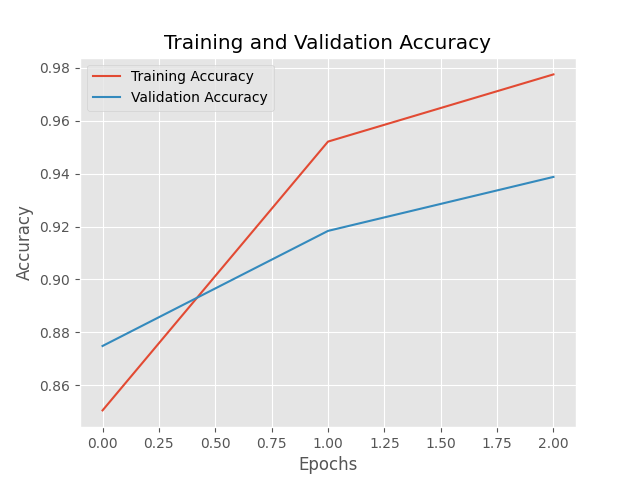 Training and Validation Accuracy
Training Accuracy
Validation Accuracy
0.98
0.96
0.94
0.92
0.90
0.88
0.86
Accuracy
0.00 0.25 0.50 0.75 1.00 1.25 1.50 1.75 2.00
Epochs